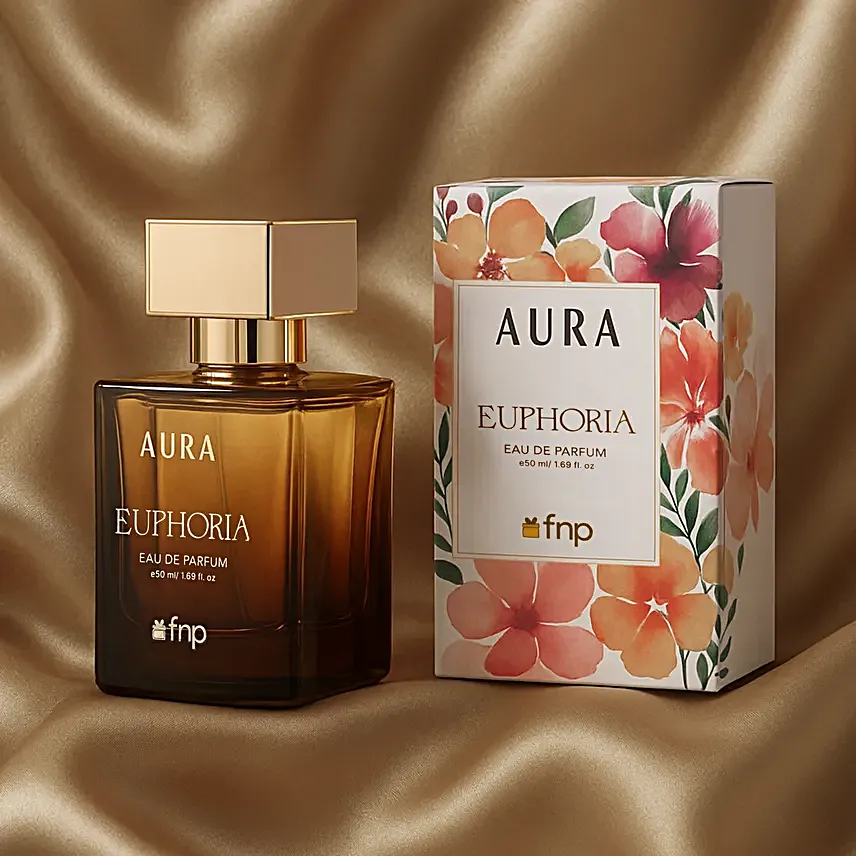 AURA
EUPHORIA
EAU DE PARFUM
e50 ml/ 1.69 fl. oz
fnp
AURA
EUPHORIA
EAU DE PARFUM
e50 ml/ 1.69 fl. oz
fnp